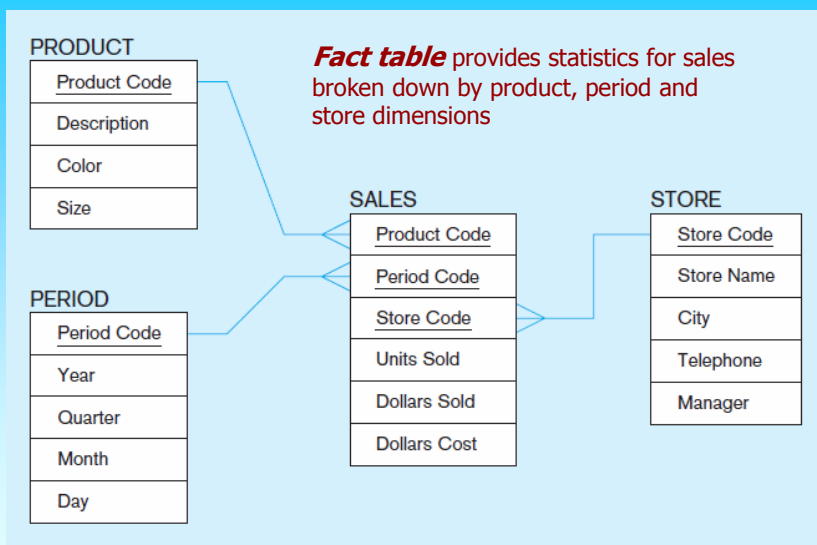 PRODUCT
Product Code
Description
Color
Size
Fact table provides statistics for sales
broken down by product, period and
store dimensions
PERIOD
Period Code
Year
Quarter
Month
Day
SALES
Product Code
Period Code
Store Code
Units Sold
Dollars Sold
Dollars Cost
STORE
Store Code
Store Name
City
Telephone
Manager